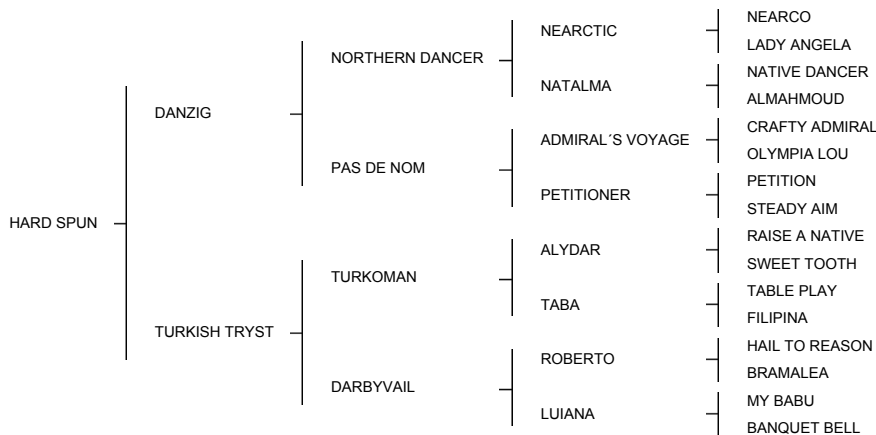 HARD SPUN
DANZIG
TURKISH TRYST
NORTHERN DANCER
PAS DE NOM
TURKOMAN
DARBYVAIL
NEARCTIC
NATALMA
ADMIRAL´S VOYAGE
PETITIONER
ALYDAR
TABA
ROBERTO
LUIANA
NEARCO
LADY ANGELA
NATIVE DANCER
ALMAHMOUD
CRAFTY ADMIRAL
OLYMPIA LOU
PETITION
STEADY AIM
RAISE A NATIVE
SWEET TOOTH
TABLE PLAY
FILIPINA
HAIL TO REASON
BRAMALEA
MY BABU
BANQUET BELL